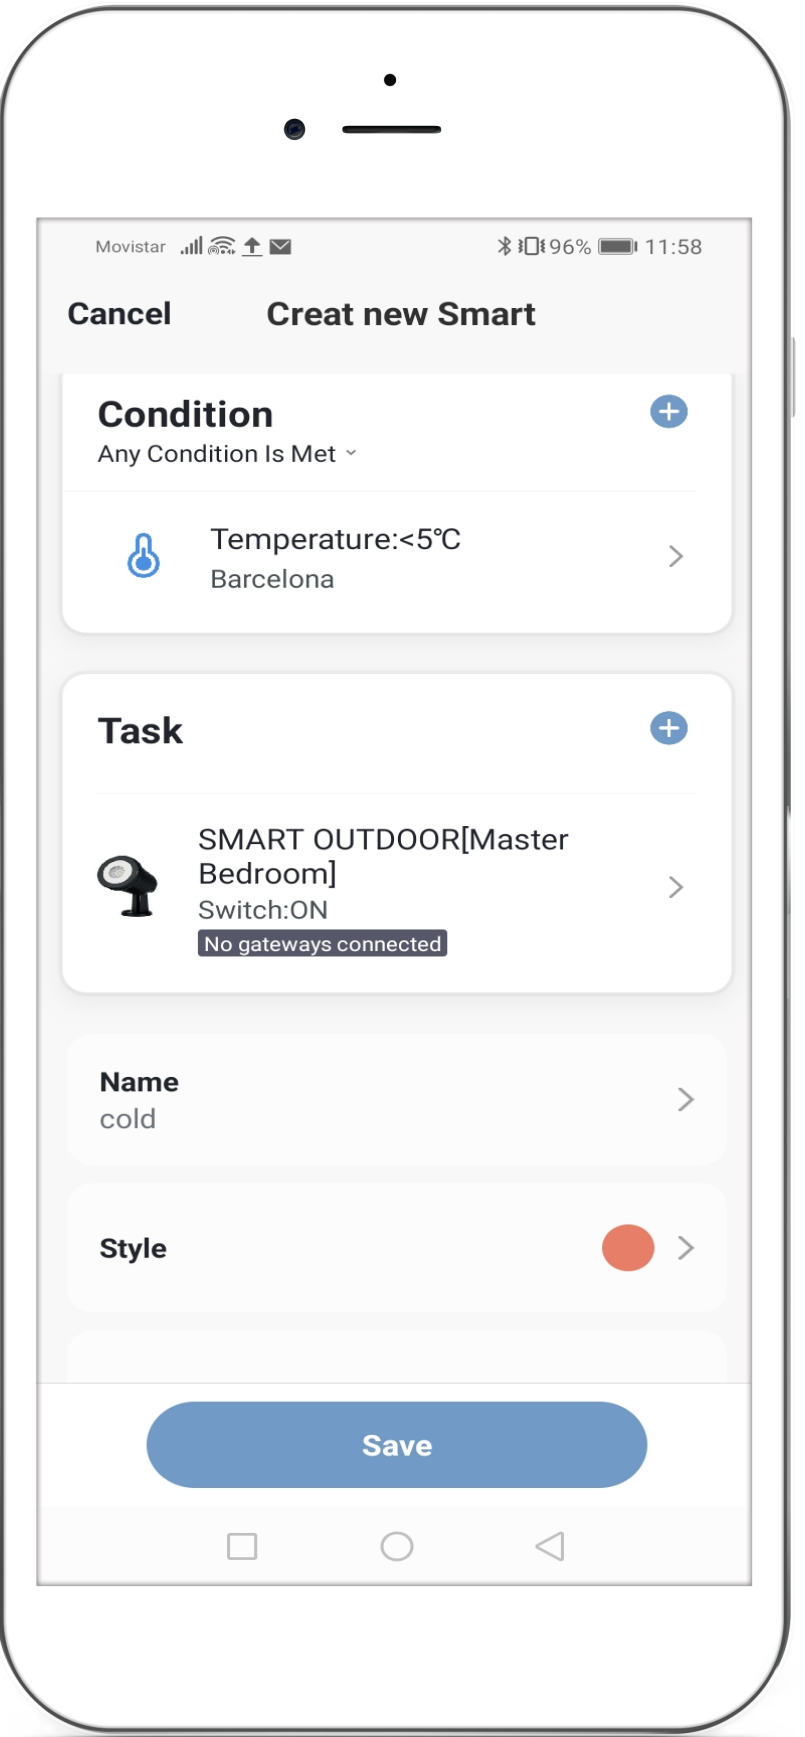 Movistar 96% 11:58
Cancel Creat new Smart
Condition
Any Condition Is Met
Temperature:<5℃
Barcelona
Task
SMART OUTDOOR[Master
Bedroom]
Switch:ON
No gateways connected
Name
cold
Style
Save